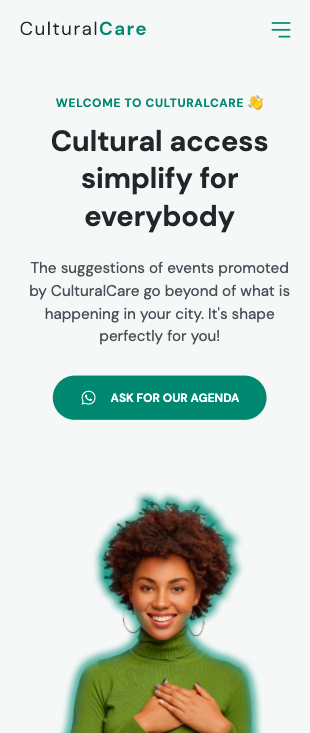 CulturalCare
WELCOME TO CULTURALCARE 👋
Cultural access
simplify for
everybody
The suggestions of events promoted
by CulturalCare go beyond of what is
happening in your city. It's shape
perfectly for you!
ASK FOR OUR AGENDA